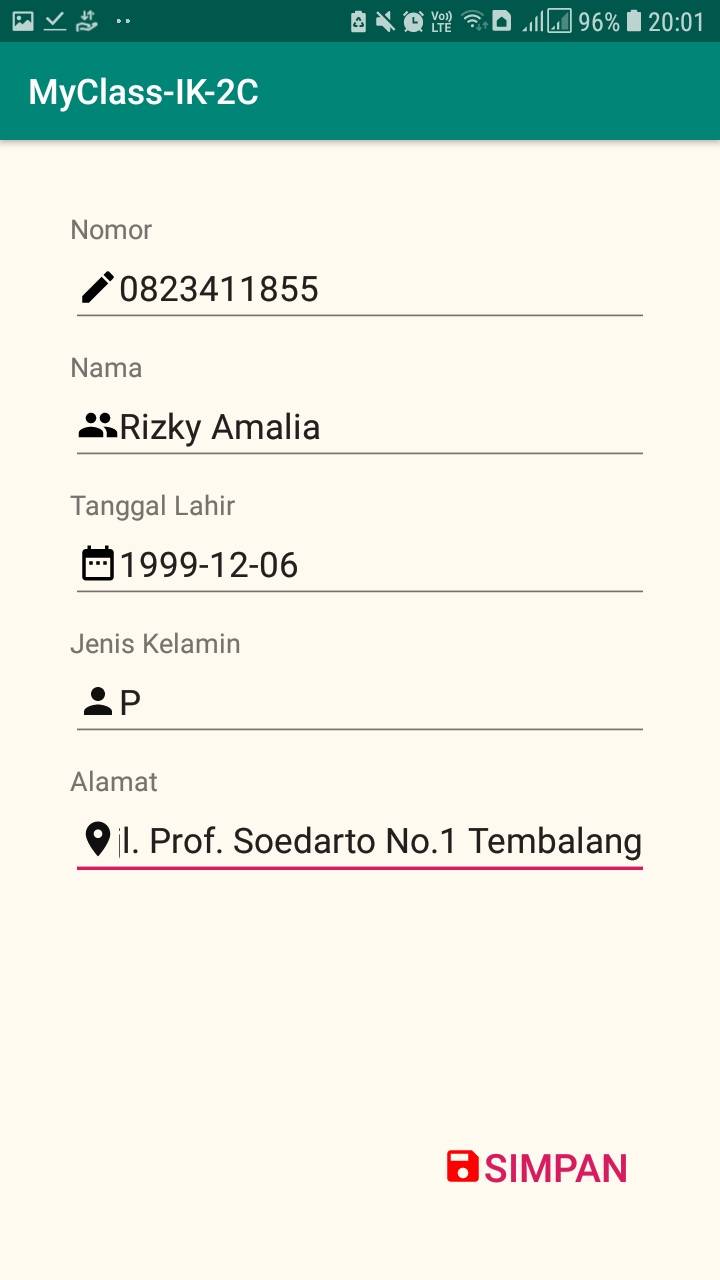 Vo))
LTE
96%
20:01
MyClass-IK-2C
Nomor
0823411855
Nama
Rizky Amalia
Tanggal Lahir
1999-12-06
Jenis Kelamin
P
Alamat
jl. Prof. Soedarto No.1 Tembalang
SIMPAN